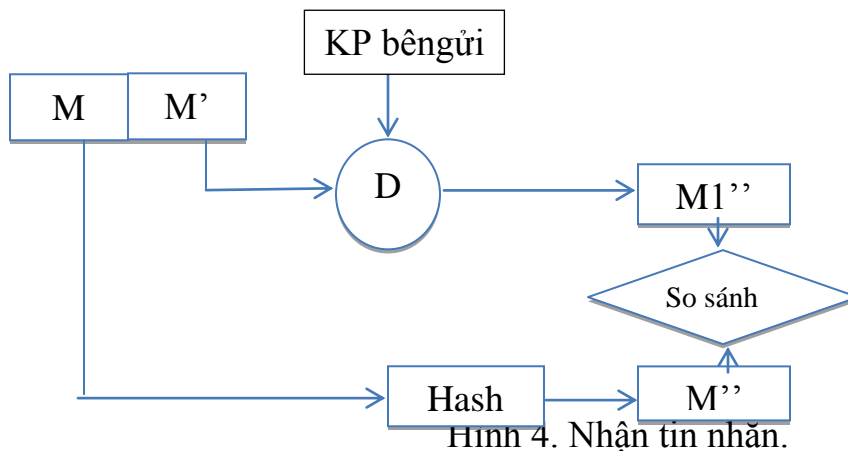 KP bêngửi
M
M’
D
M1’’
So sánh
Hash
M’’
Hình 4. Nhận tin nhắn.